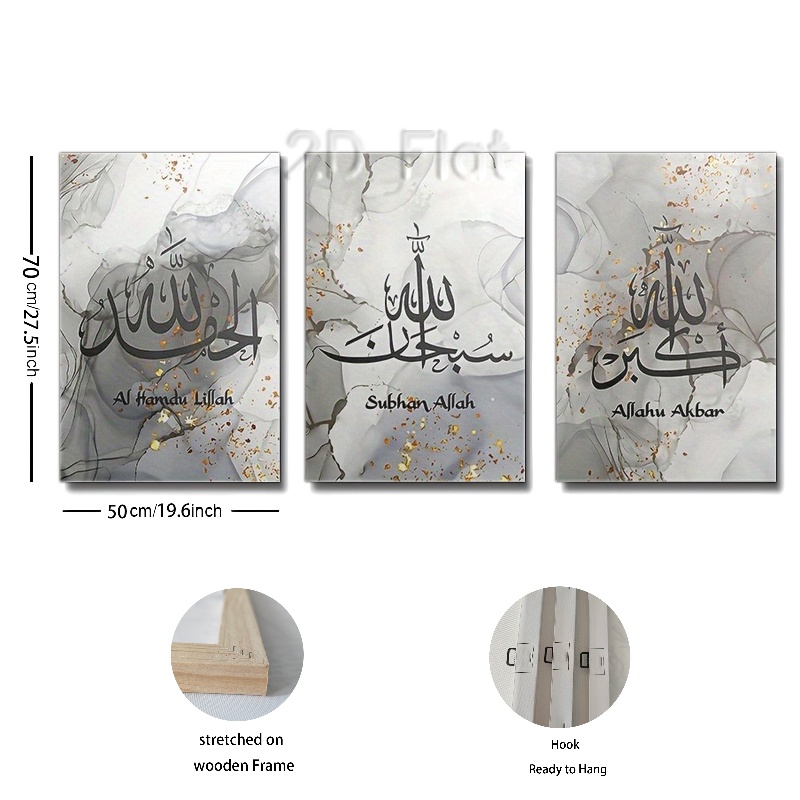 2D_Flat
70 cm/27.5inch
الحمد لله
Al Hamdu Lillah
سبحان الله
Subhan Allah
الله أكبر
Allahu Akbar
50 cm/19.6inch
stretched on
wooden Frame
Hook
Ready to Hang